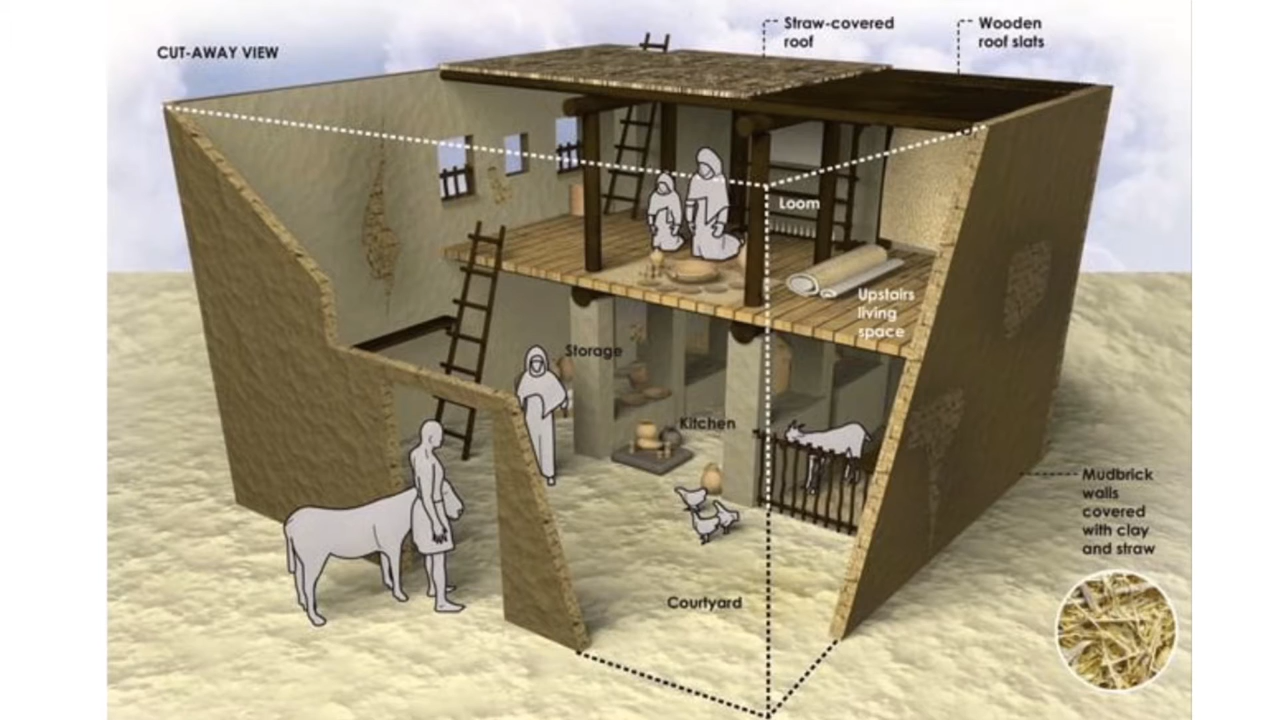 CUT-AWAY VIEW
Straw-covered
roof
Wooden
roof slats
Loom
Upstairs
living
space
Storage
Kitchen
Mudbrick
walls
covered
with clay
and straw
Courtyard